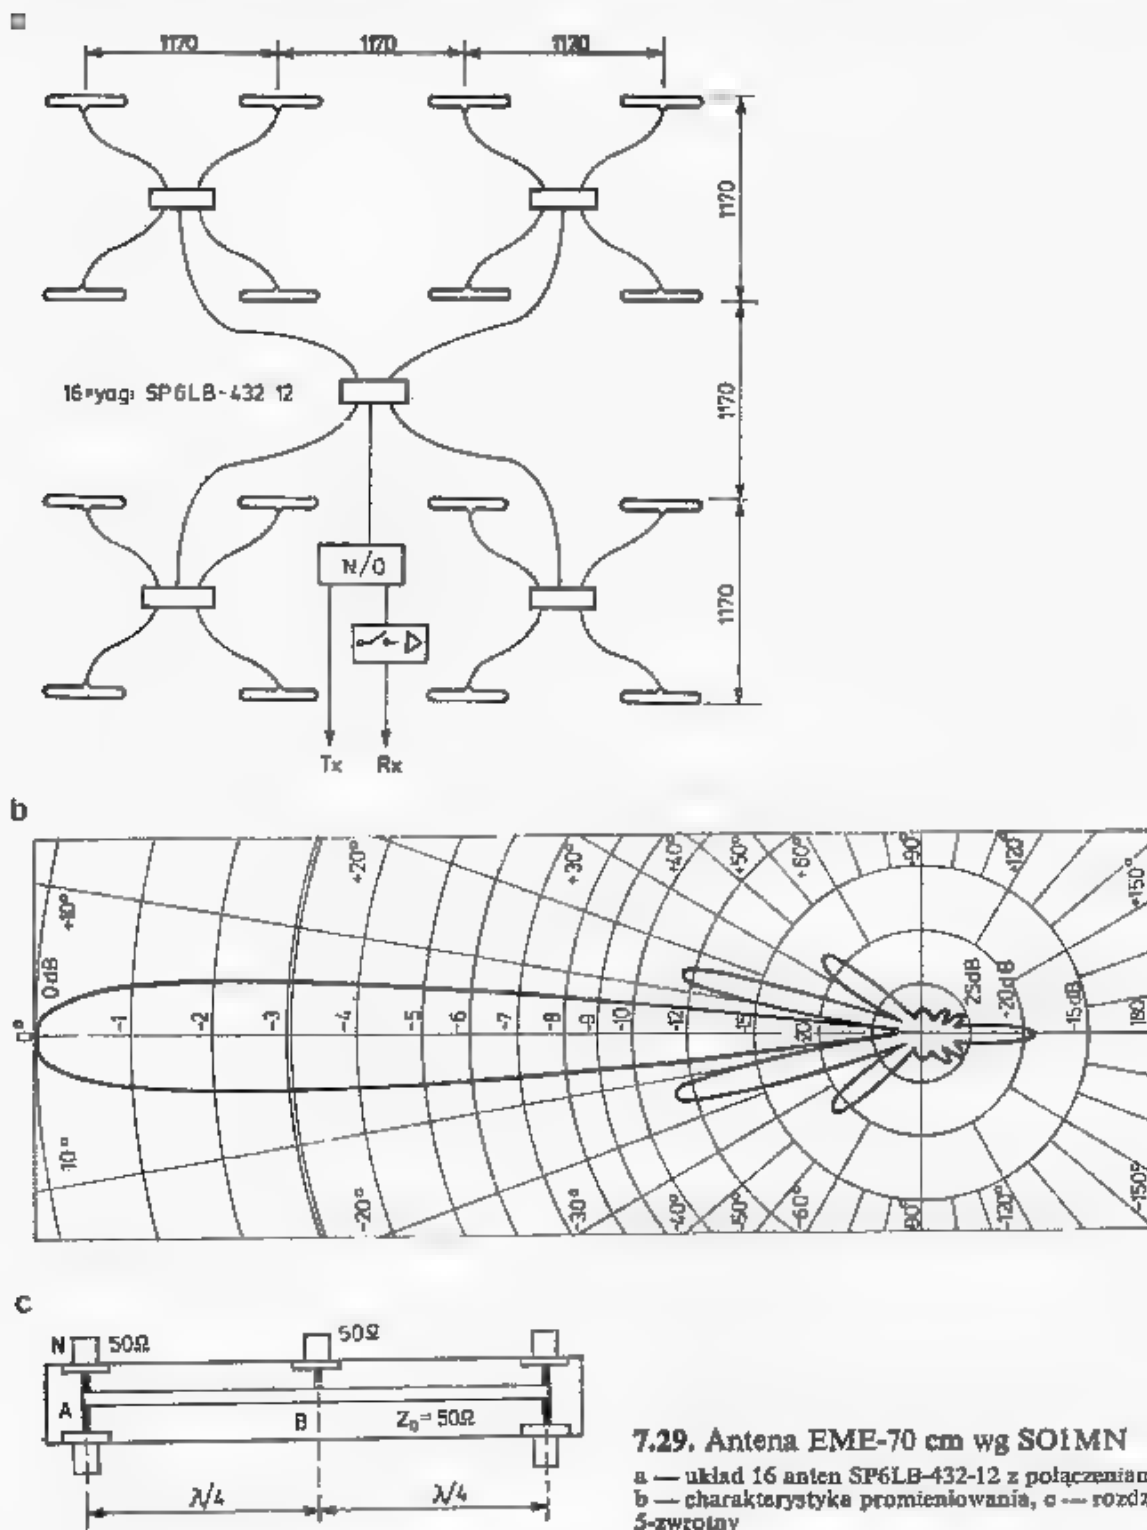 1170 1170 1170
1170
1170
1170
16×yagi SP6LB-432 12
N/O
Tx Rx
b
+10° +20° +30° +40° +50° +60° +90° +120° +150°
0dB
0° -1 -2 -3 -4 -5 -6 -7 -8 -9 -10 -12 -15 -20 25dB +20dB -15dB 180
10° -20° -30° -40° -50° -60° -90° -120° -150°
c
N 50Ω 50Ω
A B Z₀=50Ω
λ/4 λ/4
7.29. Antena EME-70 cm wg SO1MN
a — układ 16 anten SP6LB-432-12 z połączeniam
b — charakterystyka promieniowania, c — rozdz
5-zwrotny